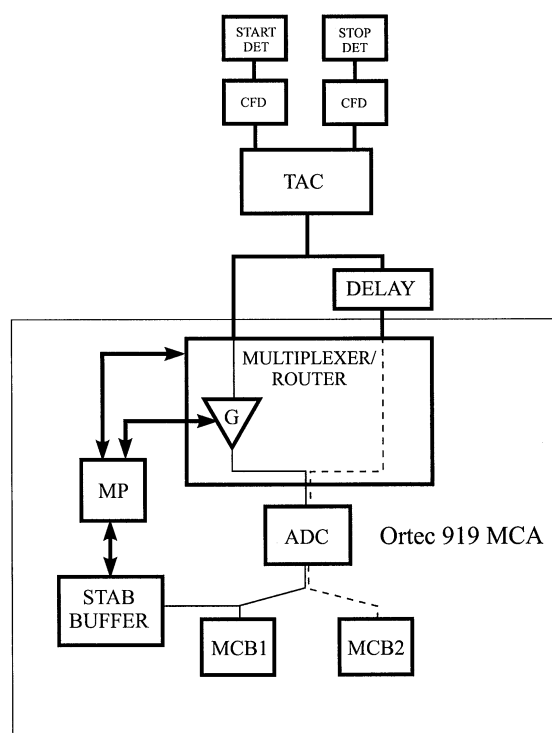 START
DET
STOP
DET
CFD
CFD
TAC
DELAY
MULTIPLEXER/
ROUTER
G
MP
ADC
Ortec 919 MCA
STAB
BUFFER
MCB1
MCB2